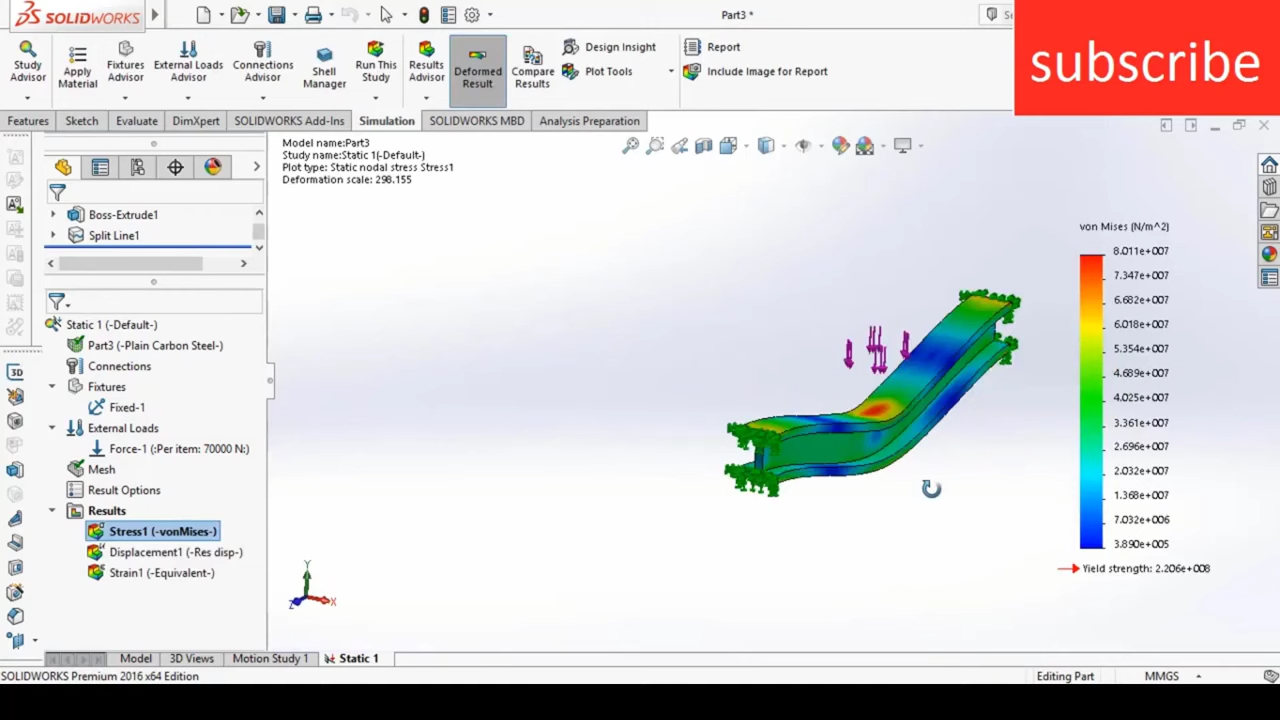 SOLIDWORKS
Part3 *
subscribe
Study Advisor
Apply Material
Fixtures Advisor
External Loads Advisor
Connections Advisor
Shell Manager
Run This Study
Results Advisor
Deformed Result
Compare Results
Design Insight
Plot Tools
Report
Include Image for Report
Features
Sketch
Evaluate
DimXpert
SOLIDWORKS Add-Ins
Simulation
SOLIDWORKS MBD
Analysis Preparation
Model name:Part3
Study name:Static 1(-Default-)
Plot type: Static nodal stress Stress1
Deformation scale: 298.155
Boss-Extrude1
Split Line1
Static 1 (-Default-)
Part3 (-Plain Carbon Steel-)
Connections
Fixtures
Fixed-1
External Loads
Force-1 (:Per item: 70000 N:)
Mesh
Result Options
Results
Stress1 (-vonMises-)
Displacement1 (-Res disp-)
Strain1 (-Equivalent-)
von Mises (N/m^2)
8.011e+007
7.347e+007
6.682e+007
6.018e+007
5.354e+007
4.689e+007
4.025e+007
3.361e+007
2.696e+007
2.032e+007
1.368e+007
7.032e+006
3.890e+005
Yield strength: 2.206e+008
3D
Y
Z
X
Model
3D Views
Motion Study 1
Static 1
SOLIDWORKS Premium 2016 x64 Edition
Editing Part
MMGS